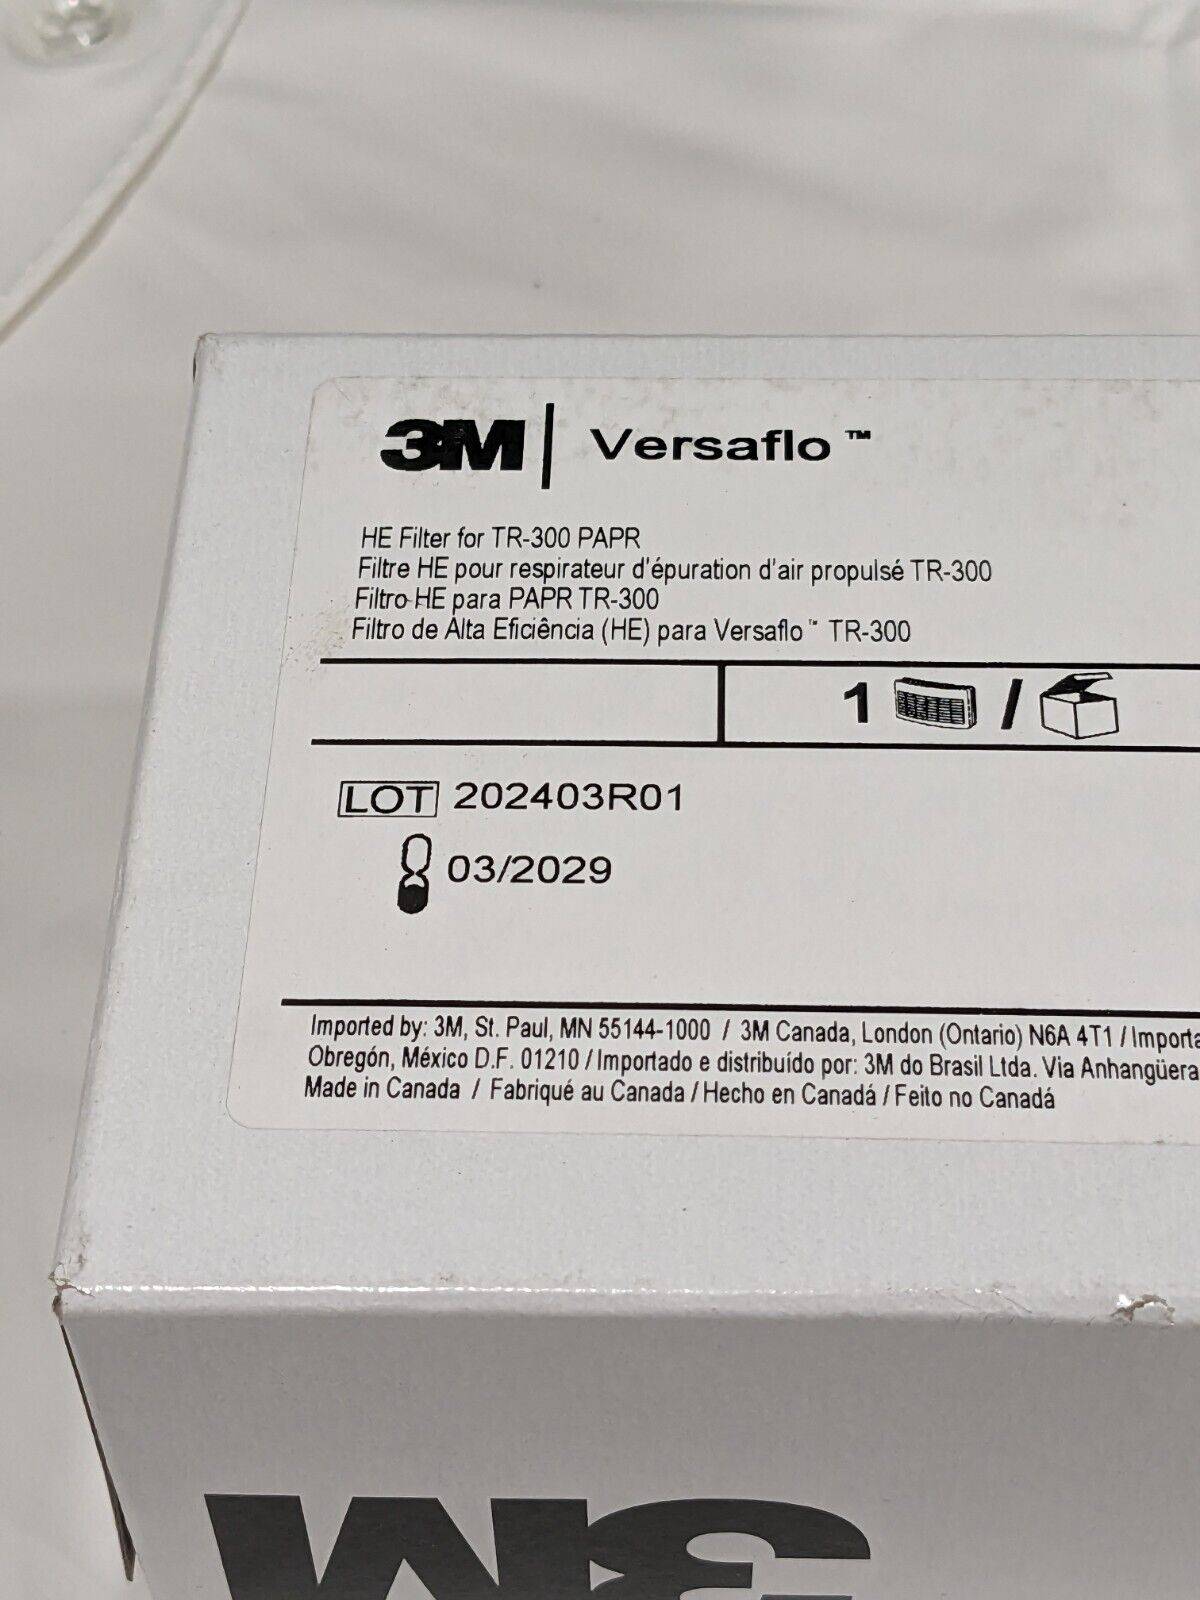 3M | Versaflo™
HE Filter for TR-300 PAPR
Filtre HE pour respirateur d'épuration d'air propulsé TR-300
Filtro HE para PAPR TR-300
Filtro de Alta Eficiência (HE) para Versaflo™ TR-300
1 /
LOT 202403R01
03/2029
Imported by: 3M, St. Paul, MN 55144-1000 / 3M Canada, London (Ontario) N6A 4T1 /
Obregón, México D.F. 01210 / Importado e distribuído por: 3M do Brasil Ltda. Via Anhangüera
Made in Canada / Fabriqué au Canada / Hecho en Canadá / Feito no Canadá
3M